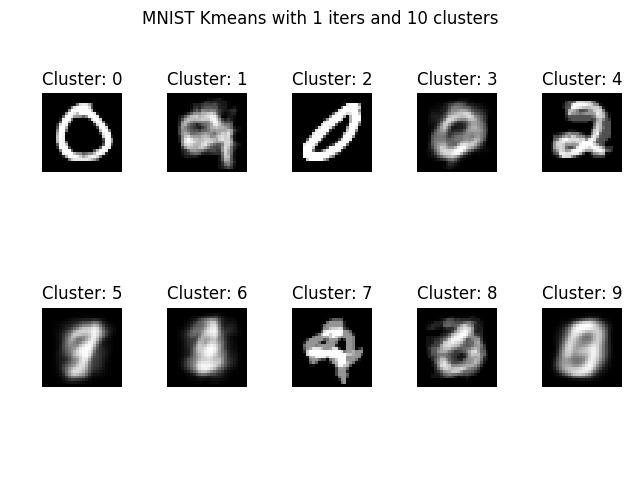 MNIST Kmeans with 1 iters and 10 clusters
Cluster: 0 Cluster: 1 Cluster: 2 Cluster: 3 Cluster: 4
Cluster: 5 Cluster: 6 Cluster: 7 Cluster: 8 Cluster: 9